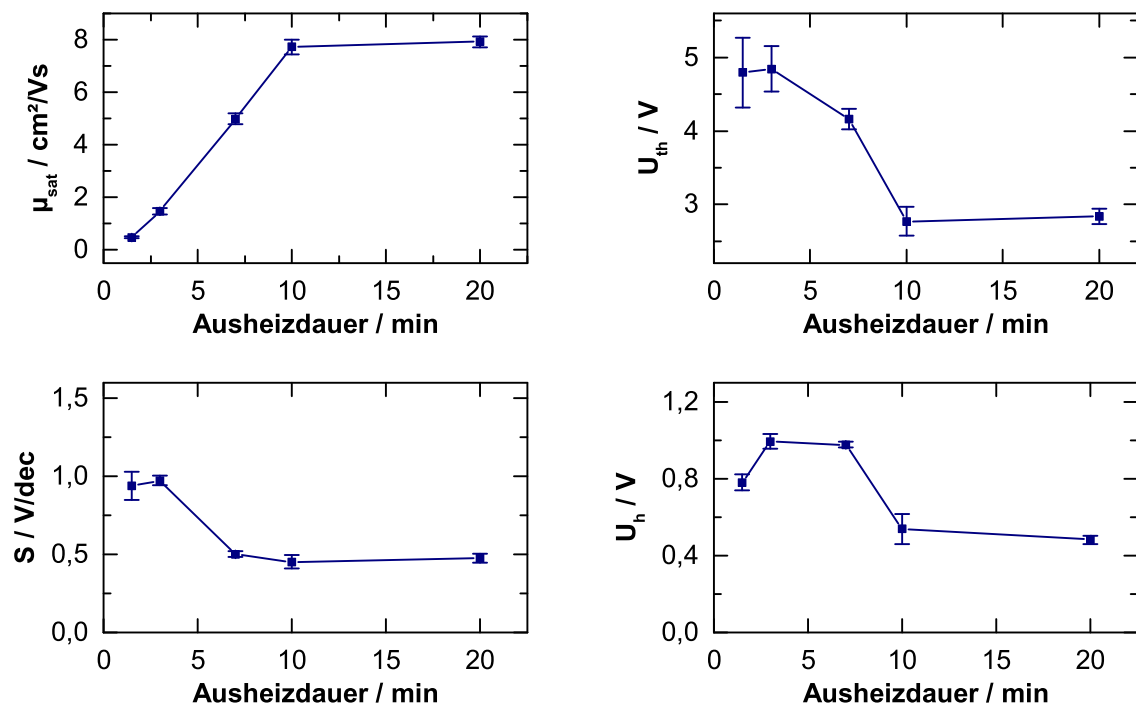 8
6
4
2
0
µsat / cm²/Vs
0 5 10 15 20
Ausheizdauer / min
5
4
3
Uth / V
0 5 10 15 20
Ausheizdauer / min
1,5
1,0
0,5
0,0
S / V/dec
0 5 10 15 20
Ausheizdauer / min
1,2
0,8
0,4
0,0
Uh / V
0 5 10 15 20
Ausheizdauer / min